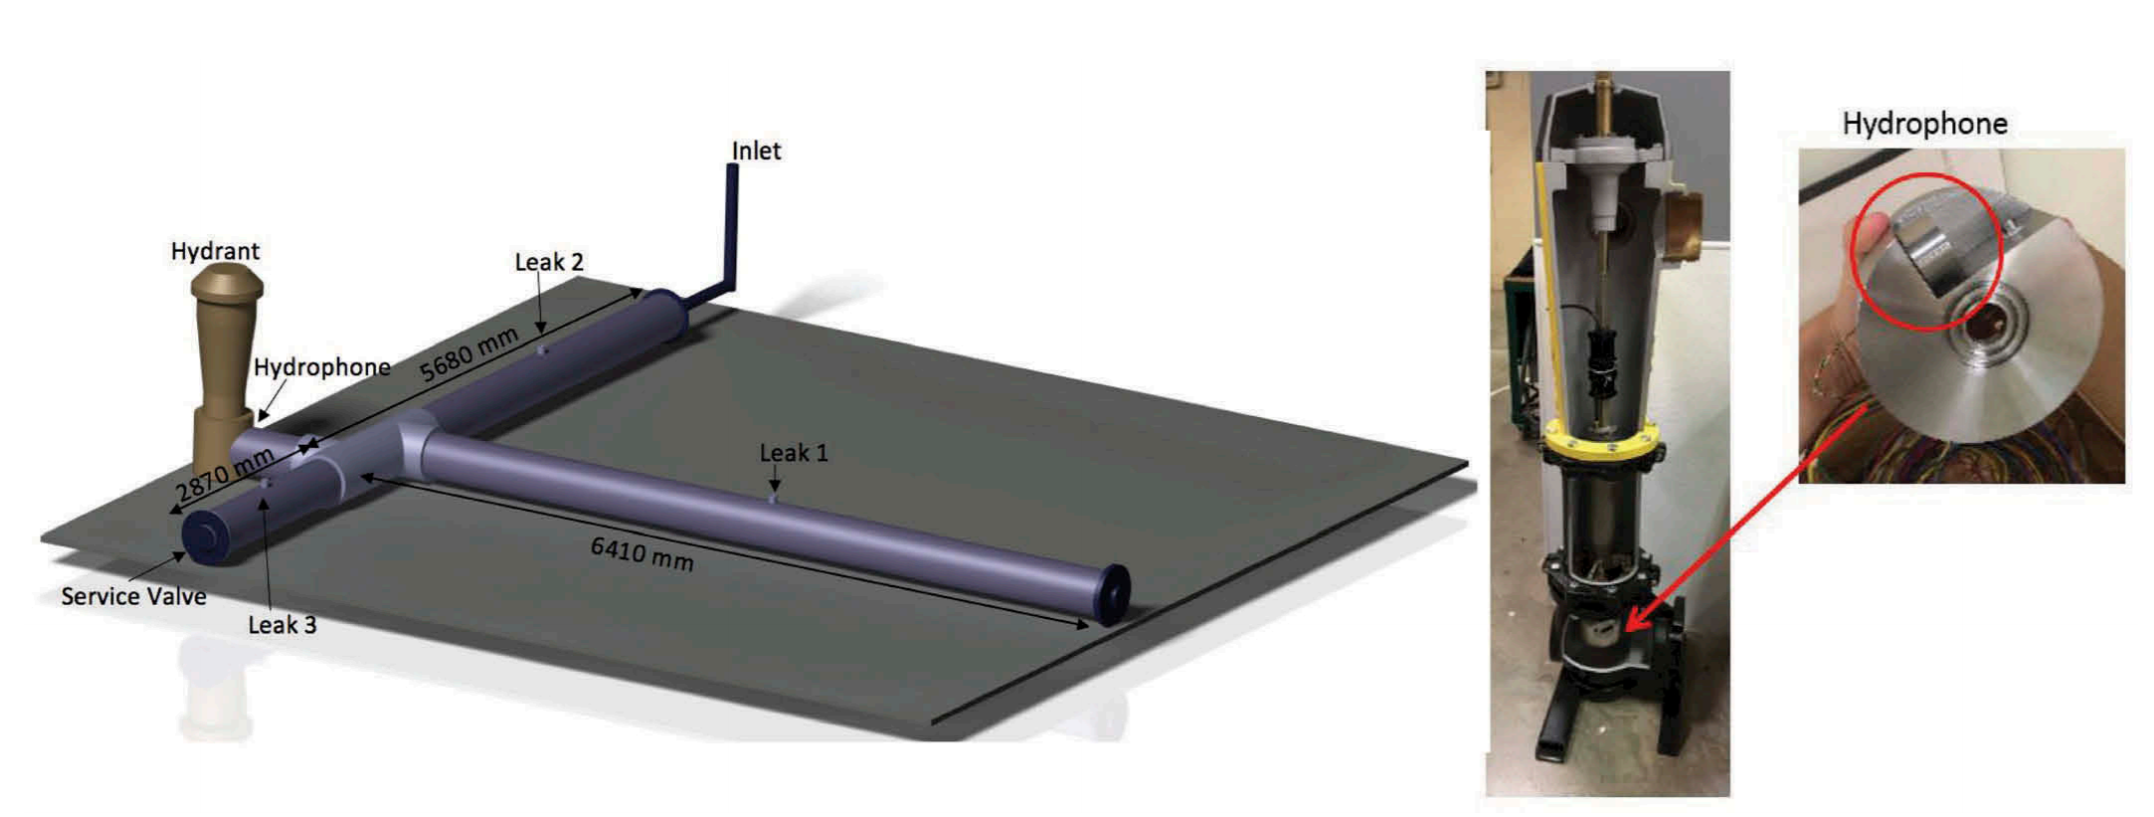 Inlet
Hydrant
Leak 2
5680 mm
Hydrophone
2870 mm
Leak 1
6410 mm
Service Valve
Leak 3
Hydrophone